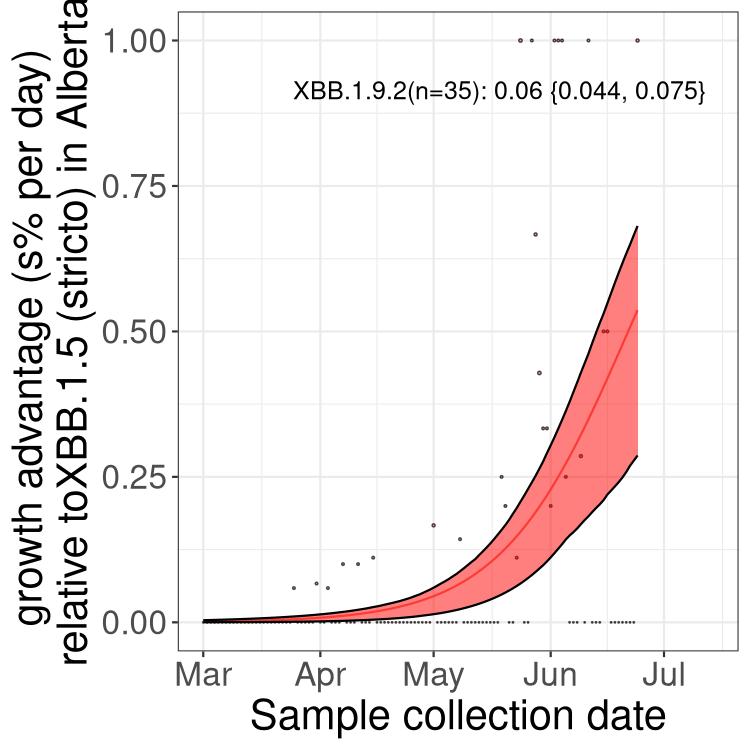 growth advantage (s% per day)
relative toXBB.1.5 (stricto) in Alberta
1.00
0.75
0.50
0.25
0.00
XBB.1.9.2(n=35): 0.06 {0.044, 0.075}
Mar Apr May Jun Jul
Sample collection date